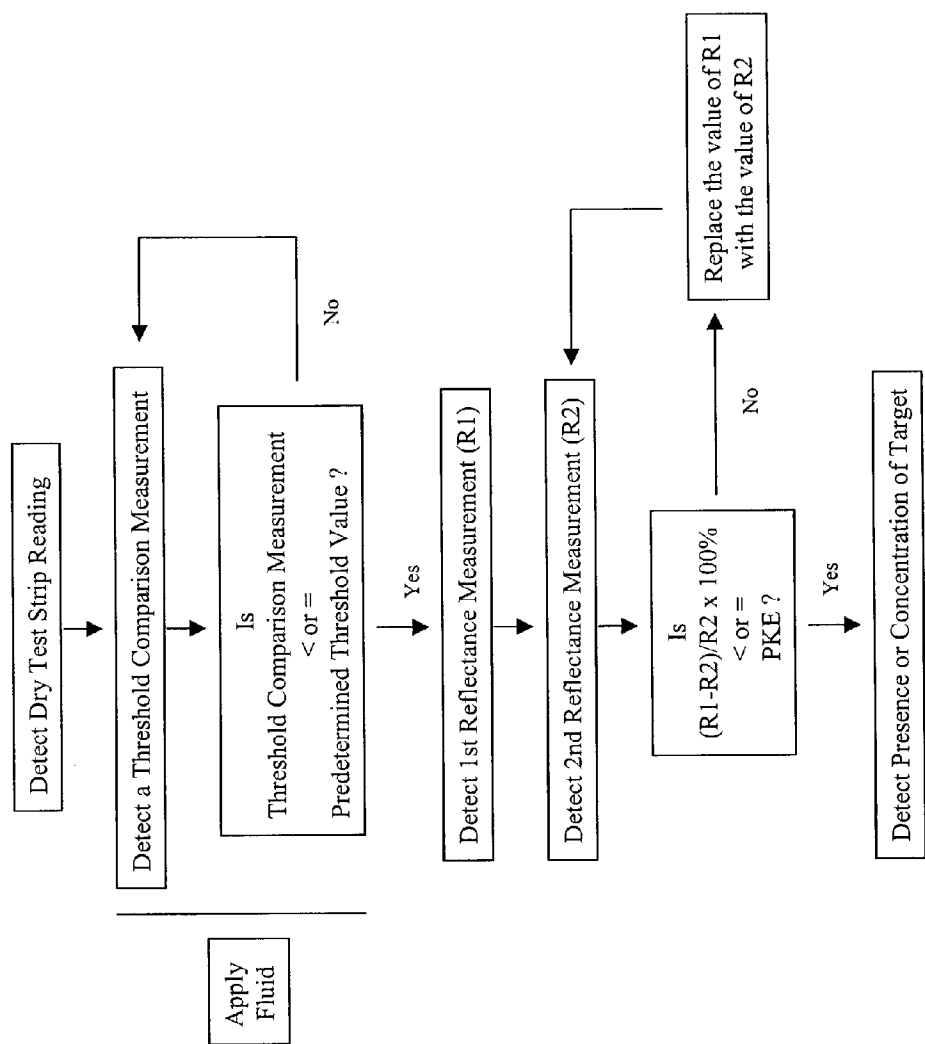 Detect Dry Test Strip Reading
Detect a Threshold Comparison Measurement
Apply
Fluid
Is
Threshold Comparison Measurement
< or =
Predetermined Threshold Value ?
No
Yes
Detect 1st Reflectance Measurement (R1)
Detect 2nd Reflectance Measurement (R2)
Is
(R1-R2)/R2 x 100%
< or =
PKE ?
No
Replace the value of R1
with the value of R2
Yes
Detect Presence or Concentration of Target